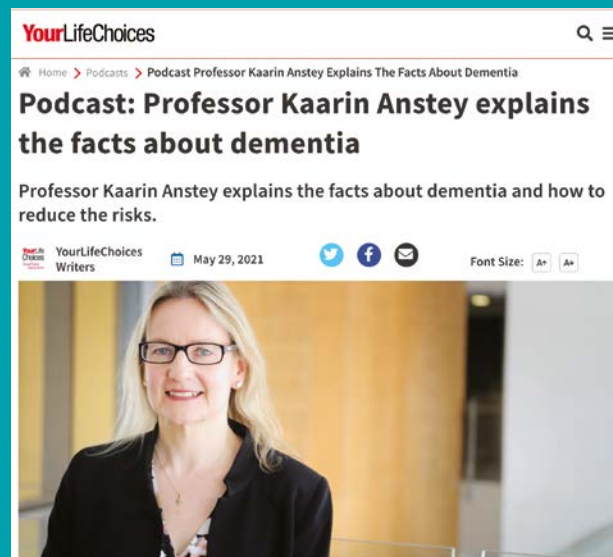 YourLifeChoices
Home > Podcasts > Podcast Professor Kaarin Anstey Explains The Facts About Dementia
Podcast: Professor Kaarin Anstey explains
the facts about dementia
Professor Kaarin Anstey explains the facts about dementia and how to
reduce the risks.
YourLifeChoices
Writers
May 29, 2021
Font Size: A+ A+